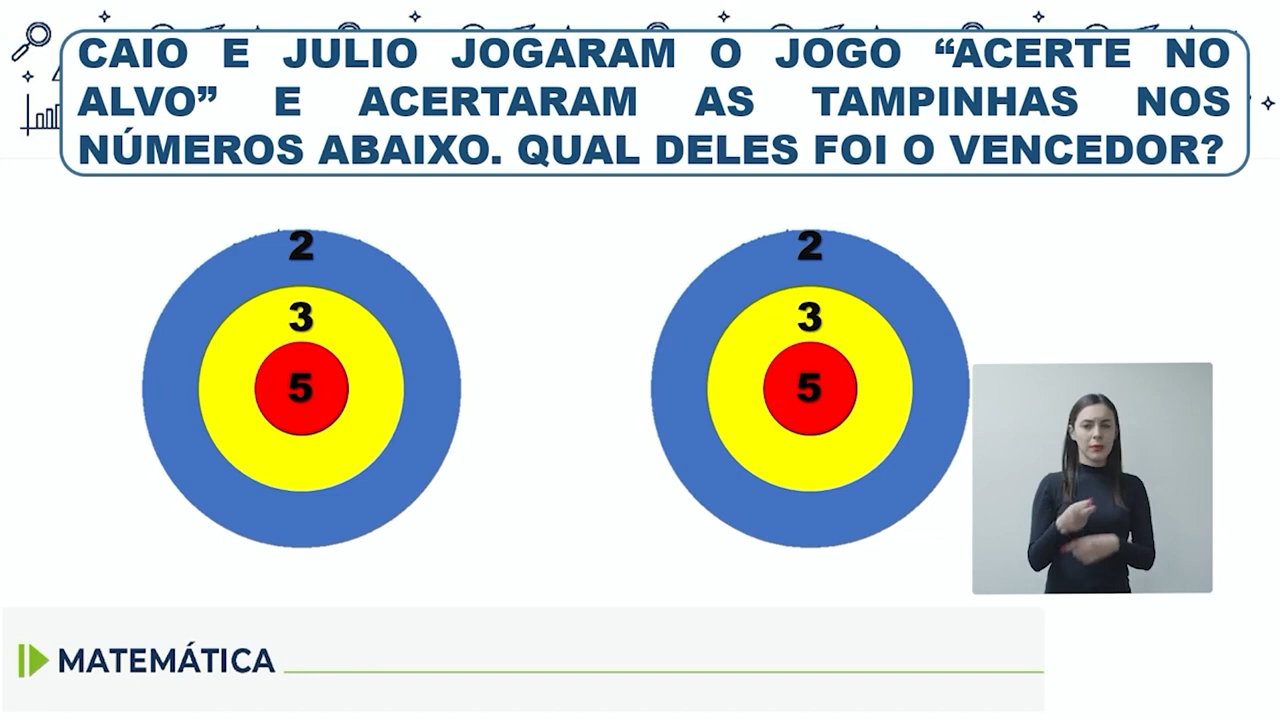 CAIO E JULIO JOGARAM O JOGO “ACERTE NO
ALVO” E ACERTARAM AS TAMPINHAS NOS
NÚMEROS ABAIXO. QUAL DELES FOI O VENCEDOR?
2
3
5
2
3
5
MATEMÁTICA